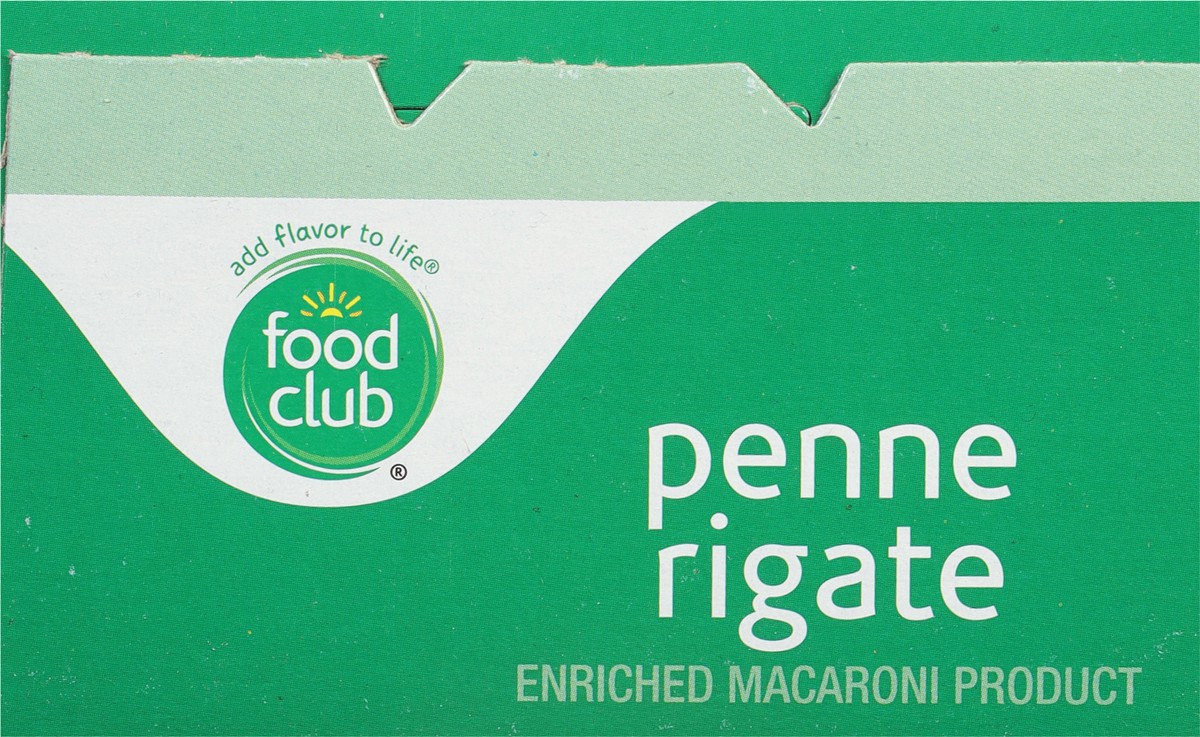 add flavor to life®
food
club
®
penne
rigate
ENRICHED MACARONI PRODUCT